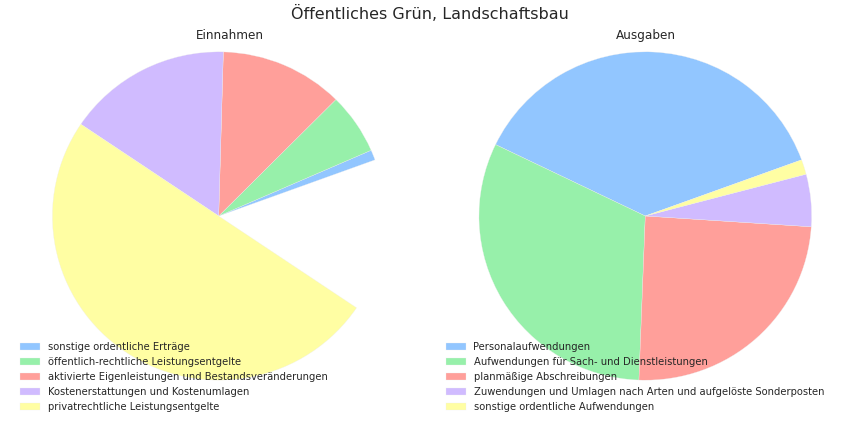 Öffentliches Grün, Landschaftsbau
Einnahmen
sonstige ordentliche Erträge
öffentlich-rechtliche Leistungsentgelte
aktivierte Eigenleistungen und Bestandsveränderungen
Kostenerstattungen und Kostenumlagen
privatrechtliche Leistungsentgelte
Ausgaben
Personalaufwendungen
Aufwendungen für Sach- und Dienstleistungen
planmäßige Abschreibungen
Zuwendungen und Umlagen nach Arten und aufgelöste Sonderposten
sonstige ordentliche Aufwendungen